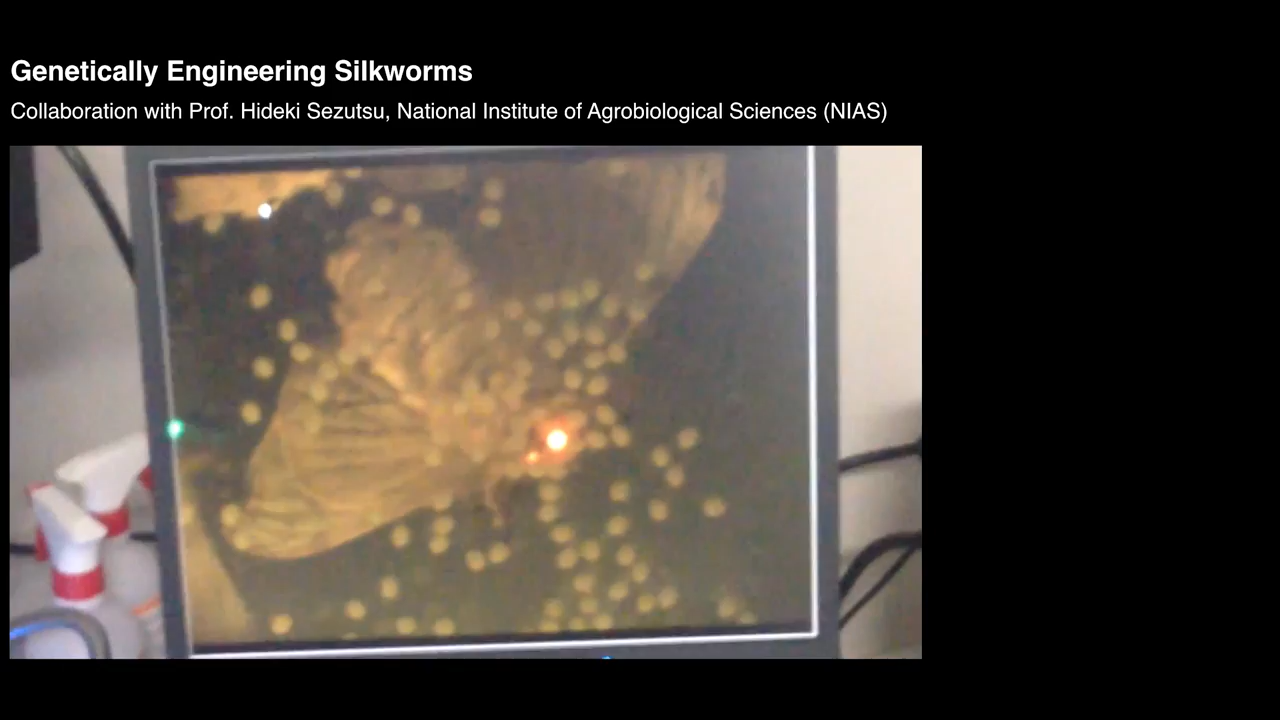 Genetically Engineering Silkworms
Collaboration with Prof. Hideki Sezutsu, National Institute of Agrobiological Sciences (NIAS)